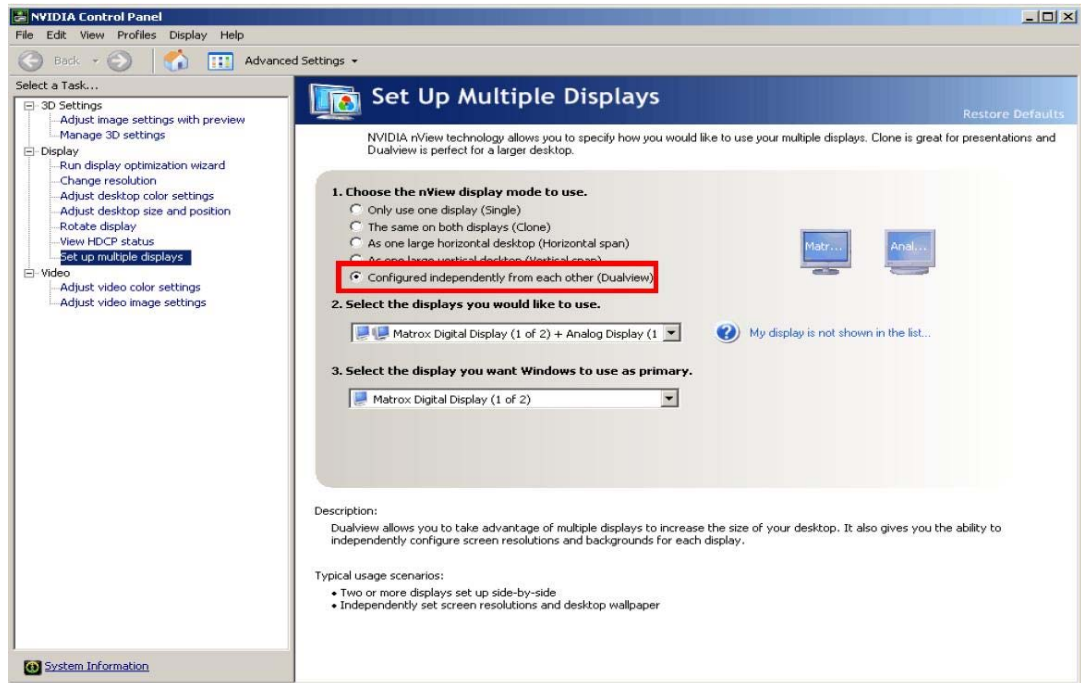 NVIDIA Control Panel
File Edit View Profiles Display Help
Back Advanced Settings
Select a Task...
3D Settings
Adjust image settings with preview
Manage 3D settings
Display
Run display optimization wizard
Change resolution
Adjust desktop color settings
Adjust desktop size and position
Rotate display
View HDCP status
Set up multiple displays
Video
Adjust video color settings
Adjust video image settings
System Information
Set Up Multiple Displays
Restore Defaults
NVIDIA nView technology allows you to specify how you would like to use your multiple displays. Clone is great for presentations and
Dualview is perfect for a larger desktop.
1. Choose the nView display mode to use.
Only use one display (Single)
The same on both displays (Clone)
As one large horizontal desktop (Horizontal span)
As one large vertical desktop (Vertical span)
Configured independently from each other (Dualview)
Matr... Anal...
2. Select the displays you would like to use.
Matrox Digital Display (1 of 2) + Analog Display (1
My display is not shown in the list...
3. Select the display you want Windows to use as primary.
Matrox Digital Display (1 of 2)
Description:
Dualview allows you to take advantage of multiple displays to increase the size of your desktop. It also gives you the ability to
independently configure screen resolutions and backgrounds for each display.
Typical usage scenarios:
• Two or more displays set up side-by-side
• Independently set screen resolutions and desktop wallpaper